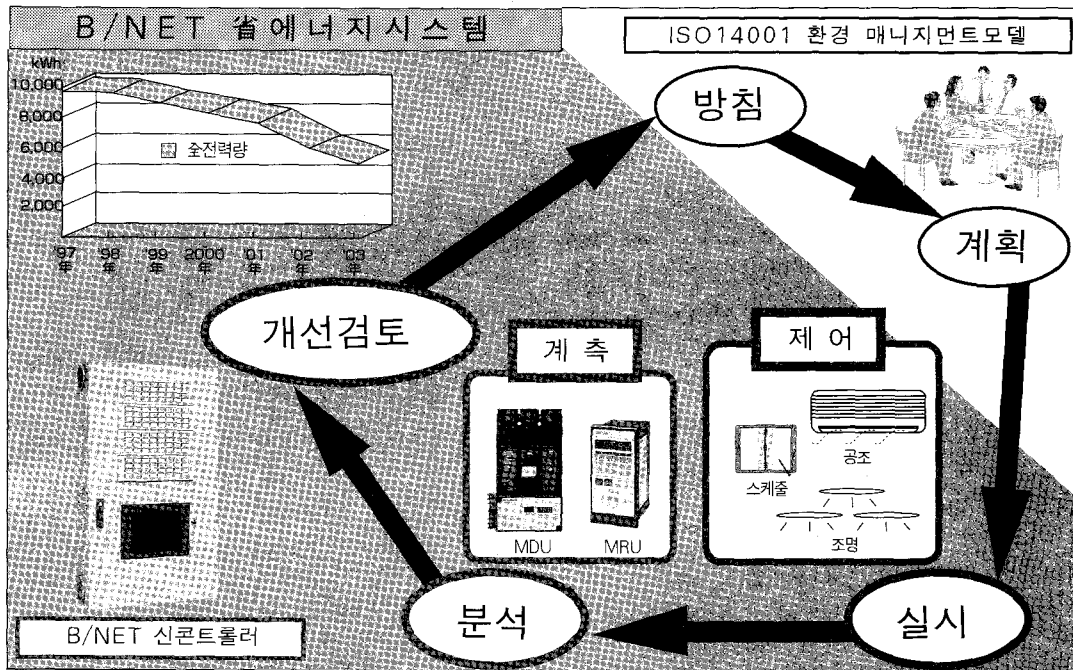 B/NET 省에너지시스템
ISO14001 환경 매니지먼트모델
kWh
10,000
8,000
6,000
4,000
2,000
全전력량
'97年
'98年
'99年
2000年
'01年
'02年
'03年
방침
계획
개선검토
계 측
MDU
MRU
제 어
스케줄
공조
조명
분석
실시
B/NET 신콘트롤러